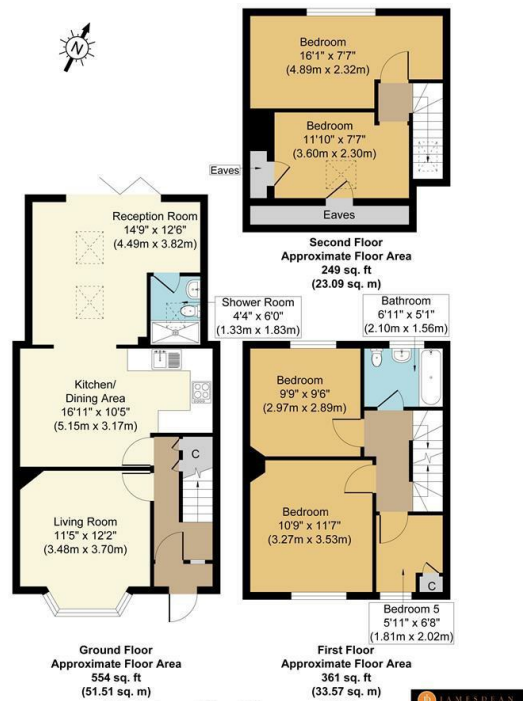 N
Bedroom
16'1" x 7'7"
(4.89m x 2.32m)
Bedroom
11'10" x 7'7"
(3.60m x 2.30m)
Eaves
Eaves
Second Floor
Approximate Floor Area
249 sq. ft
(23.09 sq. m)
Reception Room
14'9" x 12'6"
(4.49m x 3.82m)
Shower Room
4'4" x 6'0"
(1.33m x 1.83m)
Kitchen/
Dining Area
16'11" x 10'5"
(5.15m x 3.17m)
C
Living Room
11'5" x 12'2"
(3.48m x 3.70m)
Ground Floor
Approximate Floor Area
554 sq. ft
(51.51 sq. m)
Bathroom
6'11" x 5'1"
(2.10m x 1.56m)
Bedroom
9'9" x 9'6"
(2.97m x 2.89m)
Bedroom
10'9" x 11'7"
(3.27m x 3.53m)
C
Bedroom 5
5'11" x 6'8"
(1.81m x 2.02m)
First Floor
Approximate Floor Area
361 sq. ft
(33.57 sq. m)
JAMESDEAN